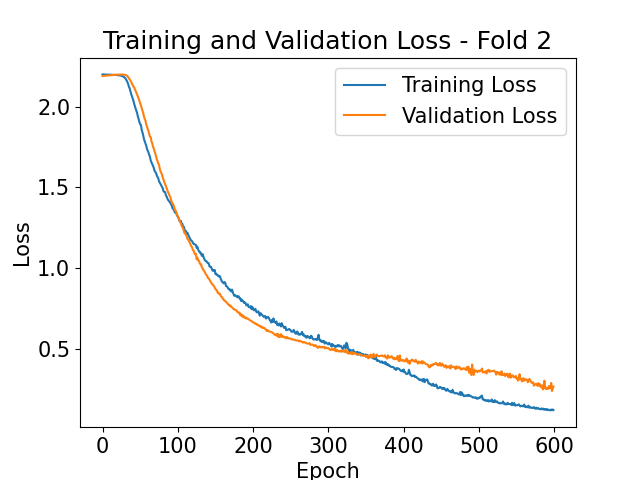 Training and Validation Loss - Fold 2
Training Loss
Validation Loss
Loss
2.0
1.5
1.0
0.5
0 100 200 300 400 500 600
Epoch